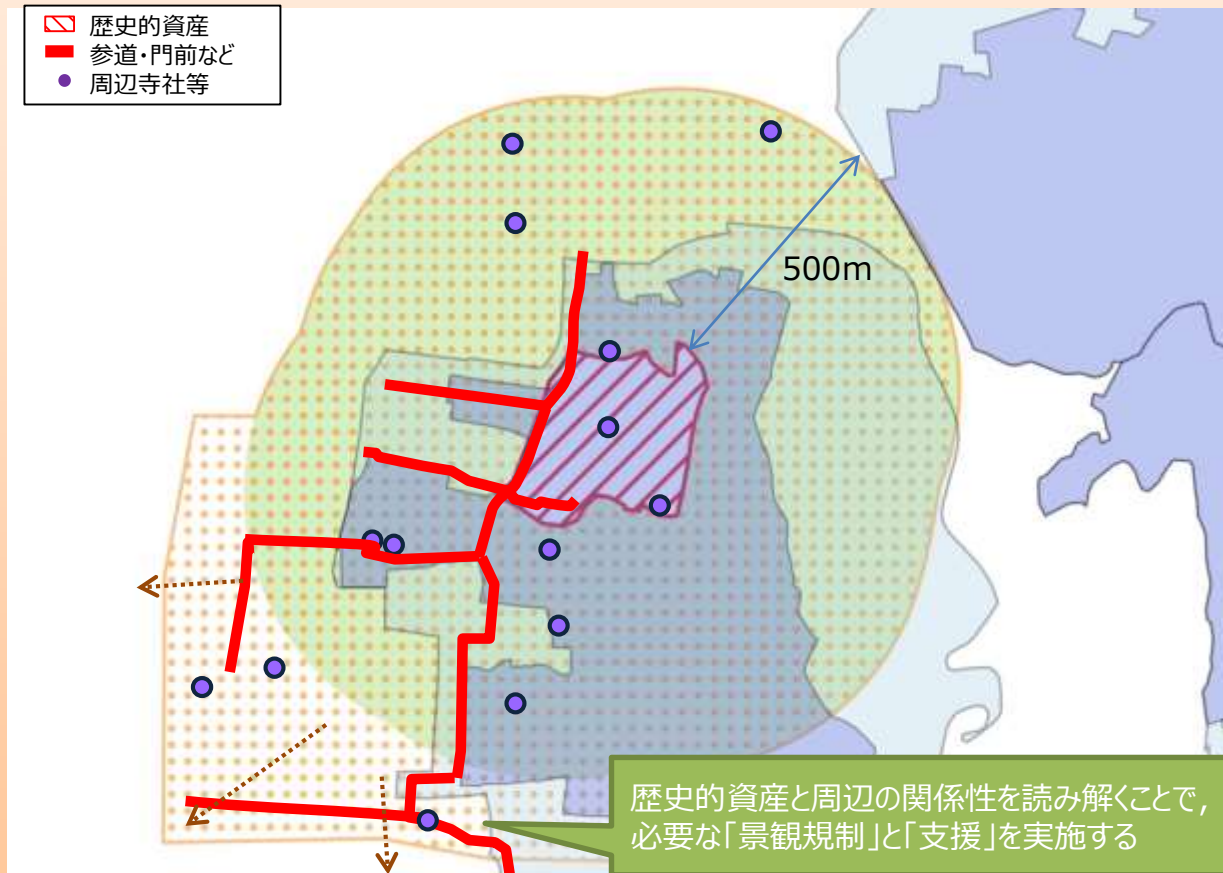 歴史的資産
参道・門前など
周辺寺社等
500m
歴史的資産と周辺の関係性を読み解くことで,
必要な「景観規制」と「支援」を実施する